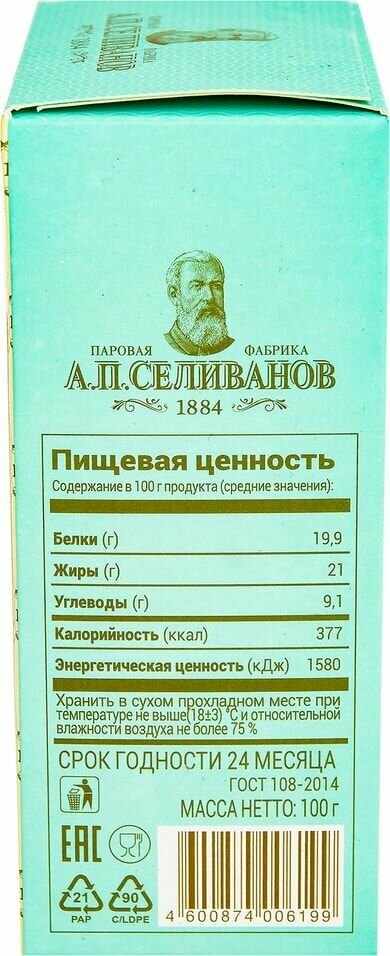 А.П.СЕЛИВАНОВ
ПАРОВАЯ ФАБРИКА
А.П.СЕЛИВАНОВ
1884
Пищевая ценность
Содержание в 100 г продукта (средние значения):
Белки (г) 19,9
Жиры (г) 21
Углеводы (г) 9,1
Калорийность (ккал) 377
Энергетическая ценность (кДж) 1580
Хранить в сухом прохладном месте при
температуре не выше(18±3) °С и относительной
влажности воздуха не более 75 %
СРОК ГОДНОСТИ 24 МЕСЯЦА
ГОСТ 108-2014
МАССА НЕТТО: 100 г
EAC
21
PAP
90
C/LDPE
4 600874 006199